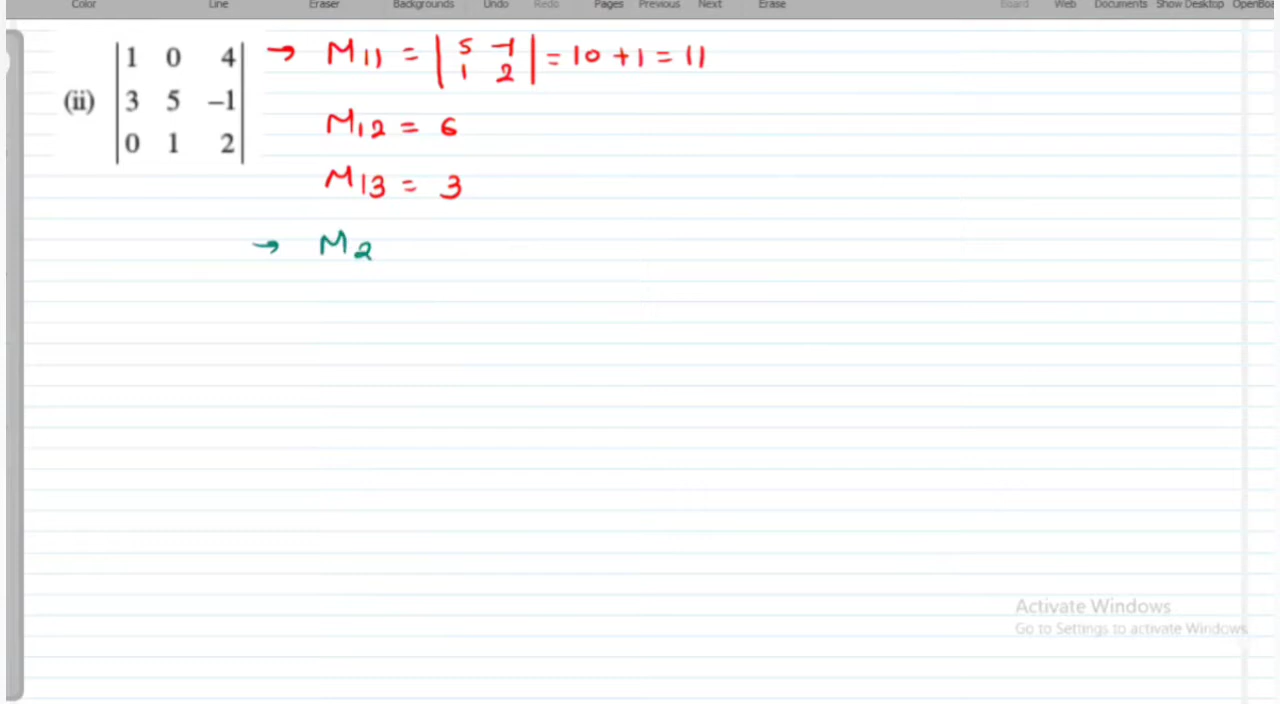 Color Line Eraser Backgrounds Undo Redo Pages Previous Next Erase Board Web Documents Show Desktop OpenBoa
(ii) |1 0 4|
|3 5 –1|
|0 1 2|
→ M11 = |5 -1| = 10 + 1 = 11
|1 2|
M12 = 6
M13 = 3
→ M2
Activate Windows
Go to Settings to activate Windows.